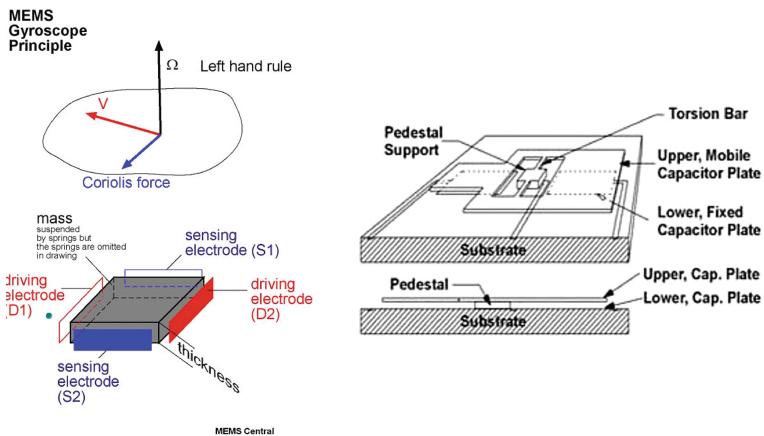 MEMS
Gyroscope
Principle
Ω
Left hand rule
V
Coriolis force
mass
suspended
by springs but
the springs are omitted
in drawing
sensing
electrode (S1)
driving
electrode
(D1)
driving
electrode
(D2)
sensing
electrode
(S2)
thickness
MEMS Central
Torsion Bar
Pedestal
Support
Upper, Mobile
Capacitor Plate
Lower, Fixed
Capacitor Plate
Substrate
Pedestal
Upper, Cap. Plate
Lower, Cap. Plate
Substrate